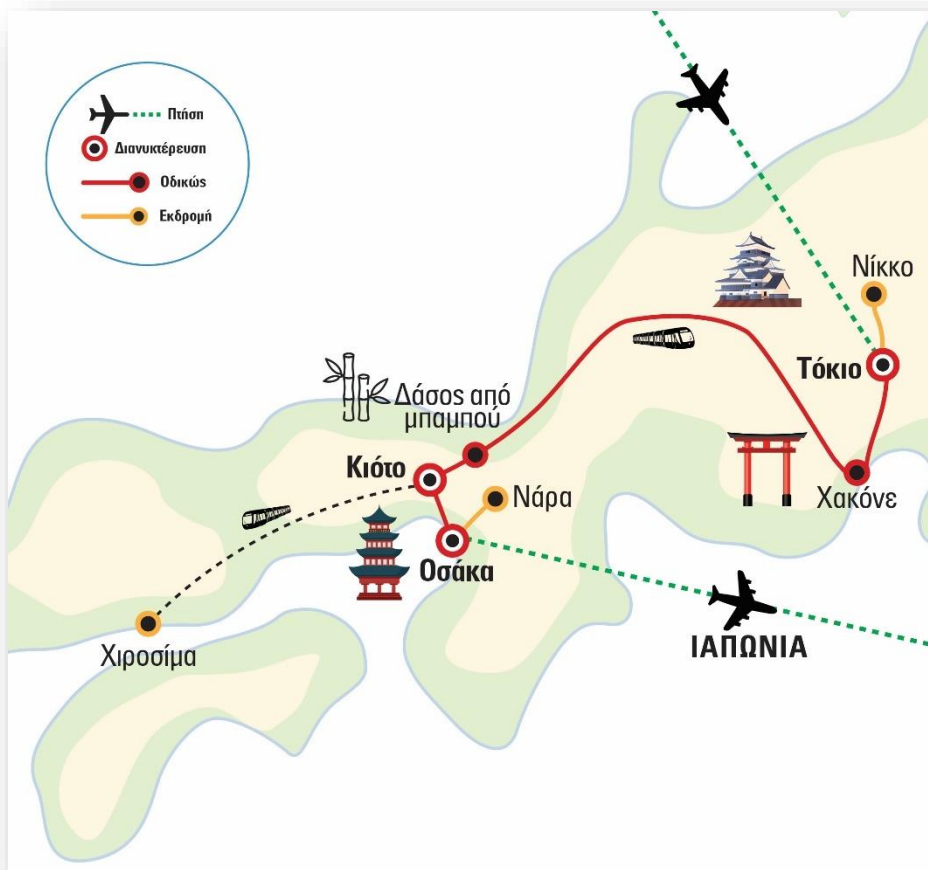 Πτήση
Διανυκτέρευση
Οδικώς
Εκδρομή
Νίκκο
Τόκιο
Δάσος από
μπαμπού
Κιότο
Νάρα
Χακόνε
Οσάκα
ΙΑΠΩΝΙΑ
Χιροσίμα